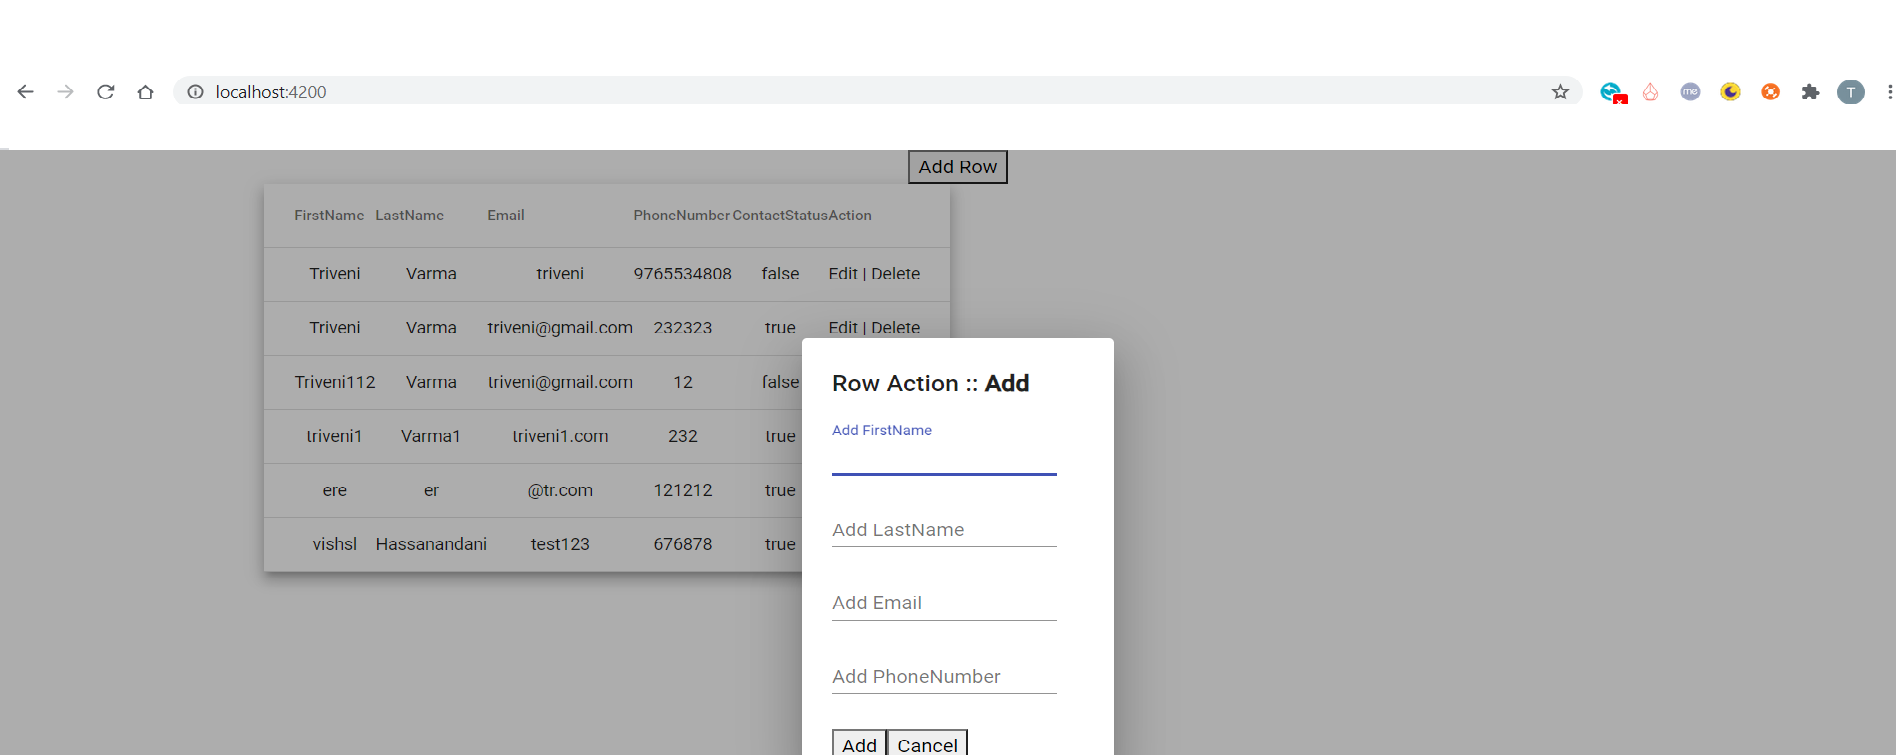 localhost:4200
me
T
Add Row
FirstName LastName Email PhoneNumber ContactStatus Action
Triveni Varma triveni 9765534808 false Edit | Delete
Triveni Varma triveni@gmail.com 232323 true Edit | Delete
Triveni112 Varma triveni@gmail.com 12 false
triveni1 Varma1 triveni1.com 232 true
ere er @tr.com 121212 true
vishsl Hassanandani test123 676878 true
Row Action :: Add
Add FirstName
Add LastName
Add Email
Add PhoneNumber
Add Cancel